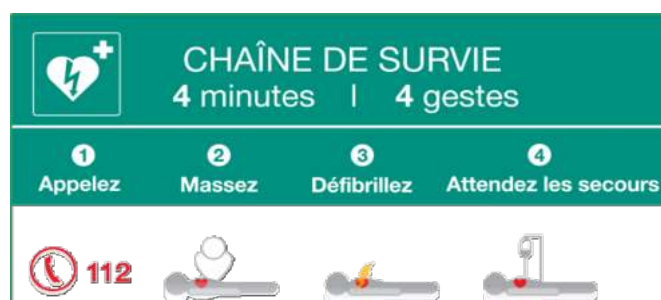 CHAÎNE DE SURVIE
4 minutes | 4 gestes
1 2 3 4
Appelez Massez Défibrillez Attendez les secours
112